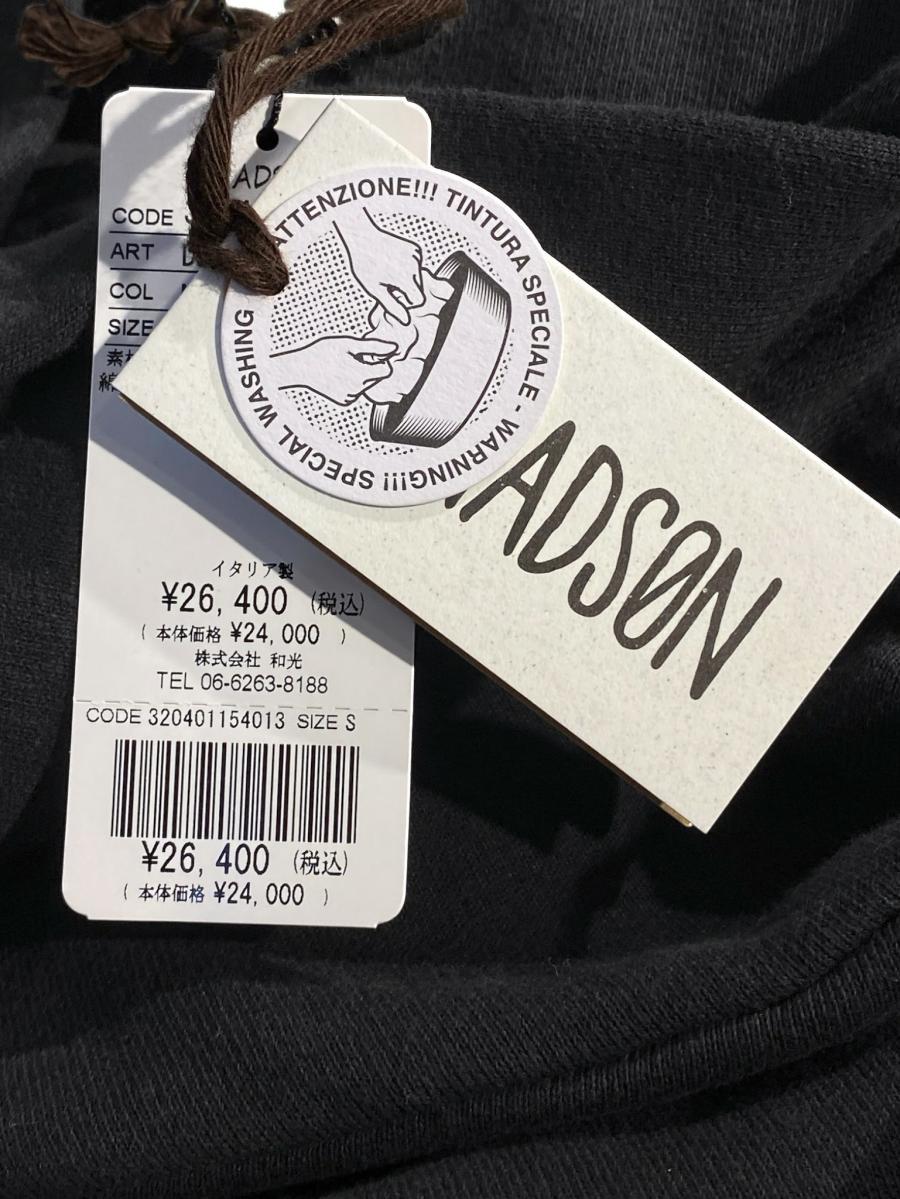 CODE
ART
COL
SIZE
イタリア製
¥26,400 (税込)
( 本体価格 ¥24,000 )
株式会社 和光
TEL 06-6263-8188
CODE 320401154013 SIZE S
¥26,400 (税込)
( 本体価格 ¥24,000 )
ATTENZIONE!!! TINTURA SPECIALE - WARNING!!! SPECIAL WASHING
ADSØN